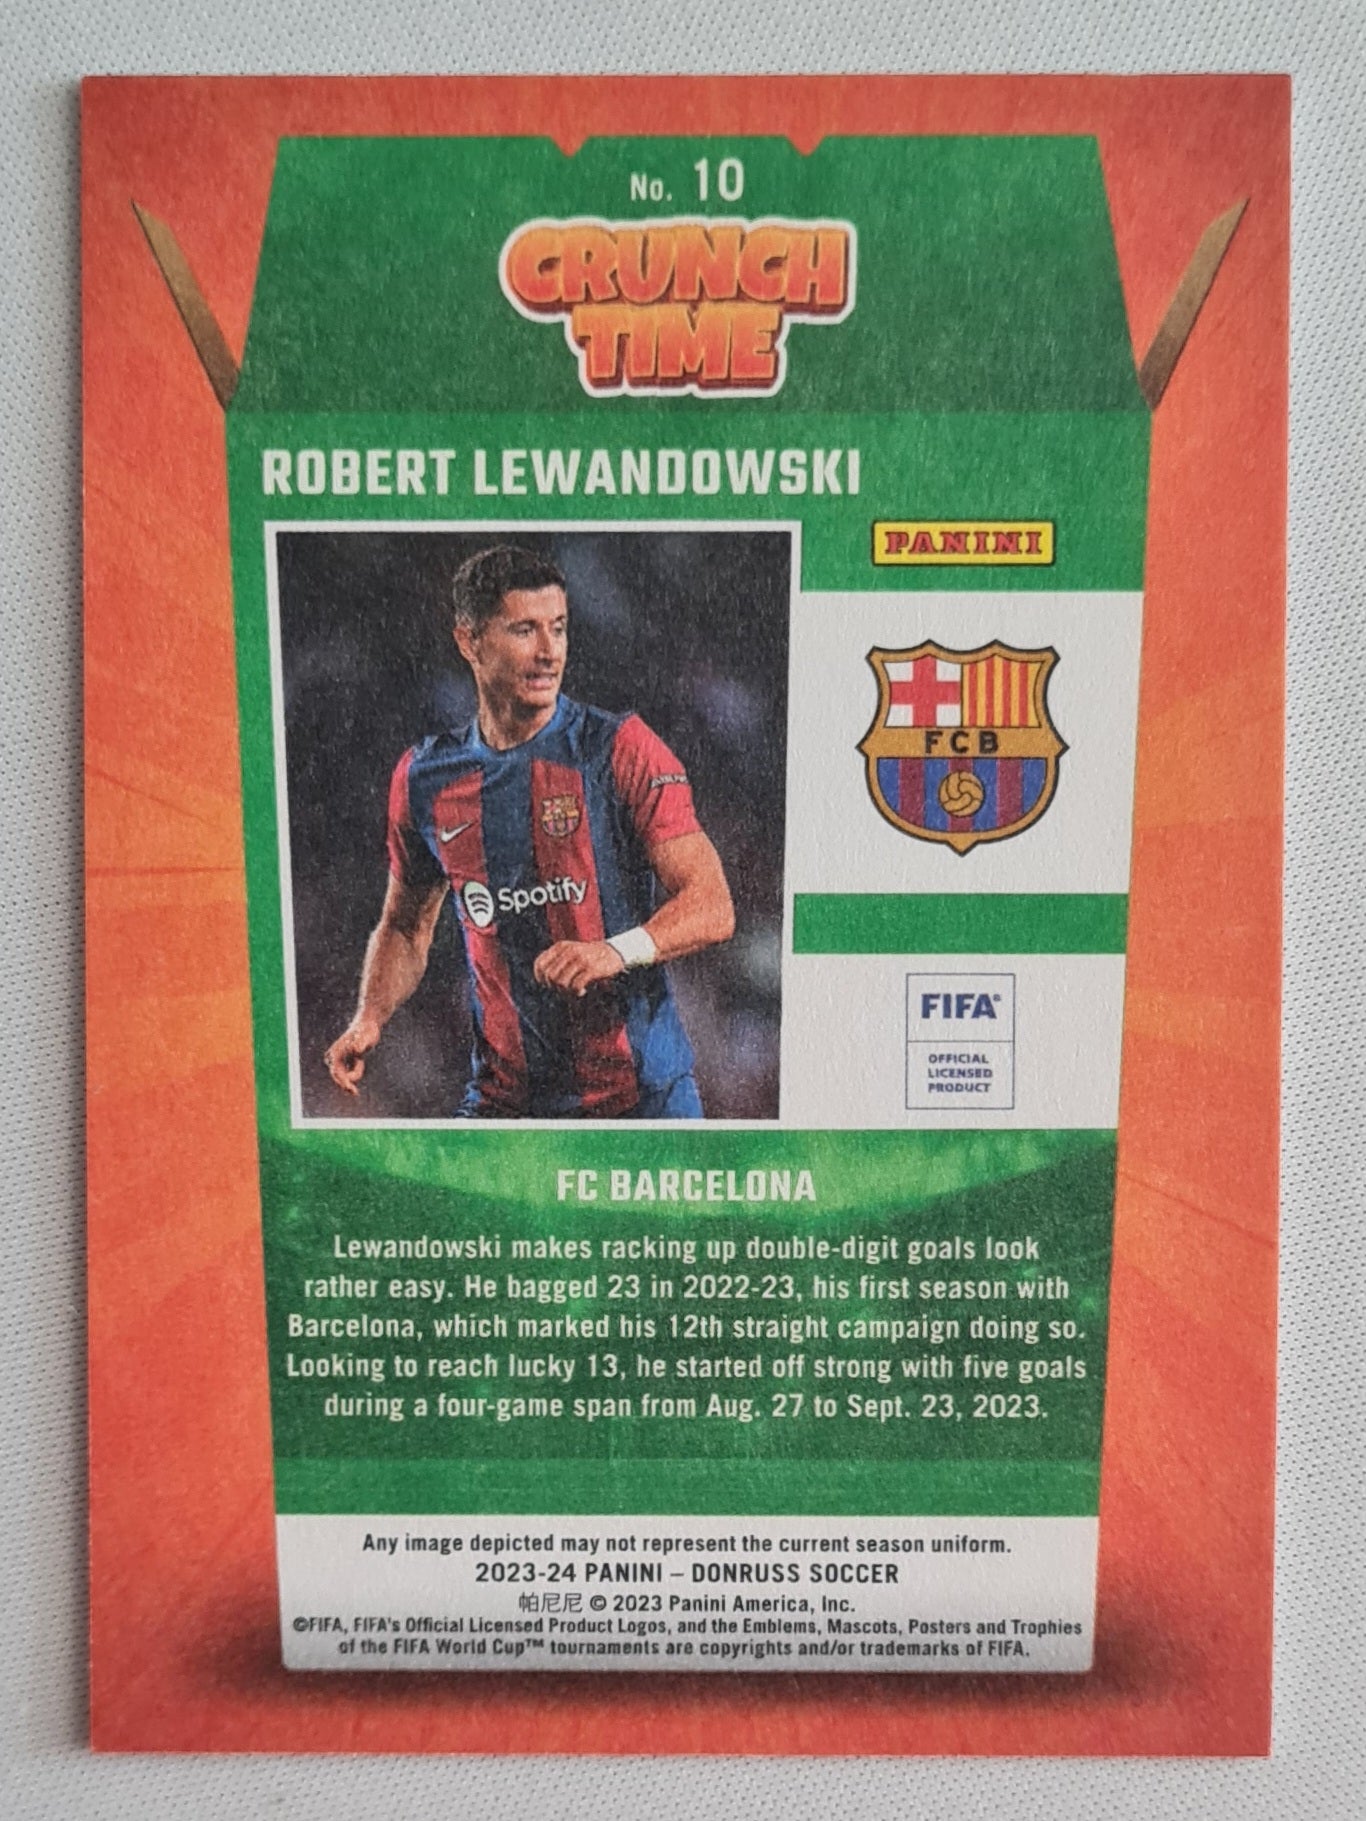 No. 10
CRUNCH
TIME
ROBERT LEWANDOWSKI
PANINI
FCB
Spotify
FIFA®
OFFICIAL
LICENSED
PRODUCT
FC BARCELONA
Lewandowski makes racking up double-digit goals look
rather easy. He bagged 23 in 2022-23, his first season with
Barcelona, which marked his 12th straight campaign doing so.
Looking to reach lucky 13, he started off strong with five goals
during a four-game span from Aug. 27 to Sept. 23, 2023.
Any image depicted may not represent the current season uniform.
2023-24 PANINI – DONRUSS SOCCER
帕尼尼 © 2023 Panini America, Inc.
©FIFA, FIFA's Official Licensed Product Logos, and the Emblems, Mascots, Posters and Trophies
of the FIFA World Cup™ tournaments are copyrights and/or trademarks of FIFA.